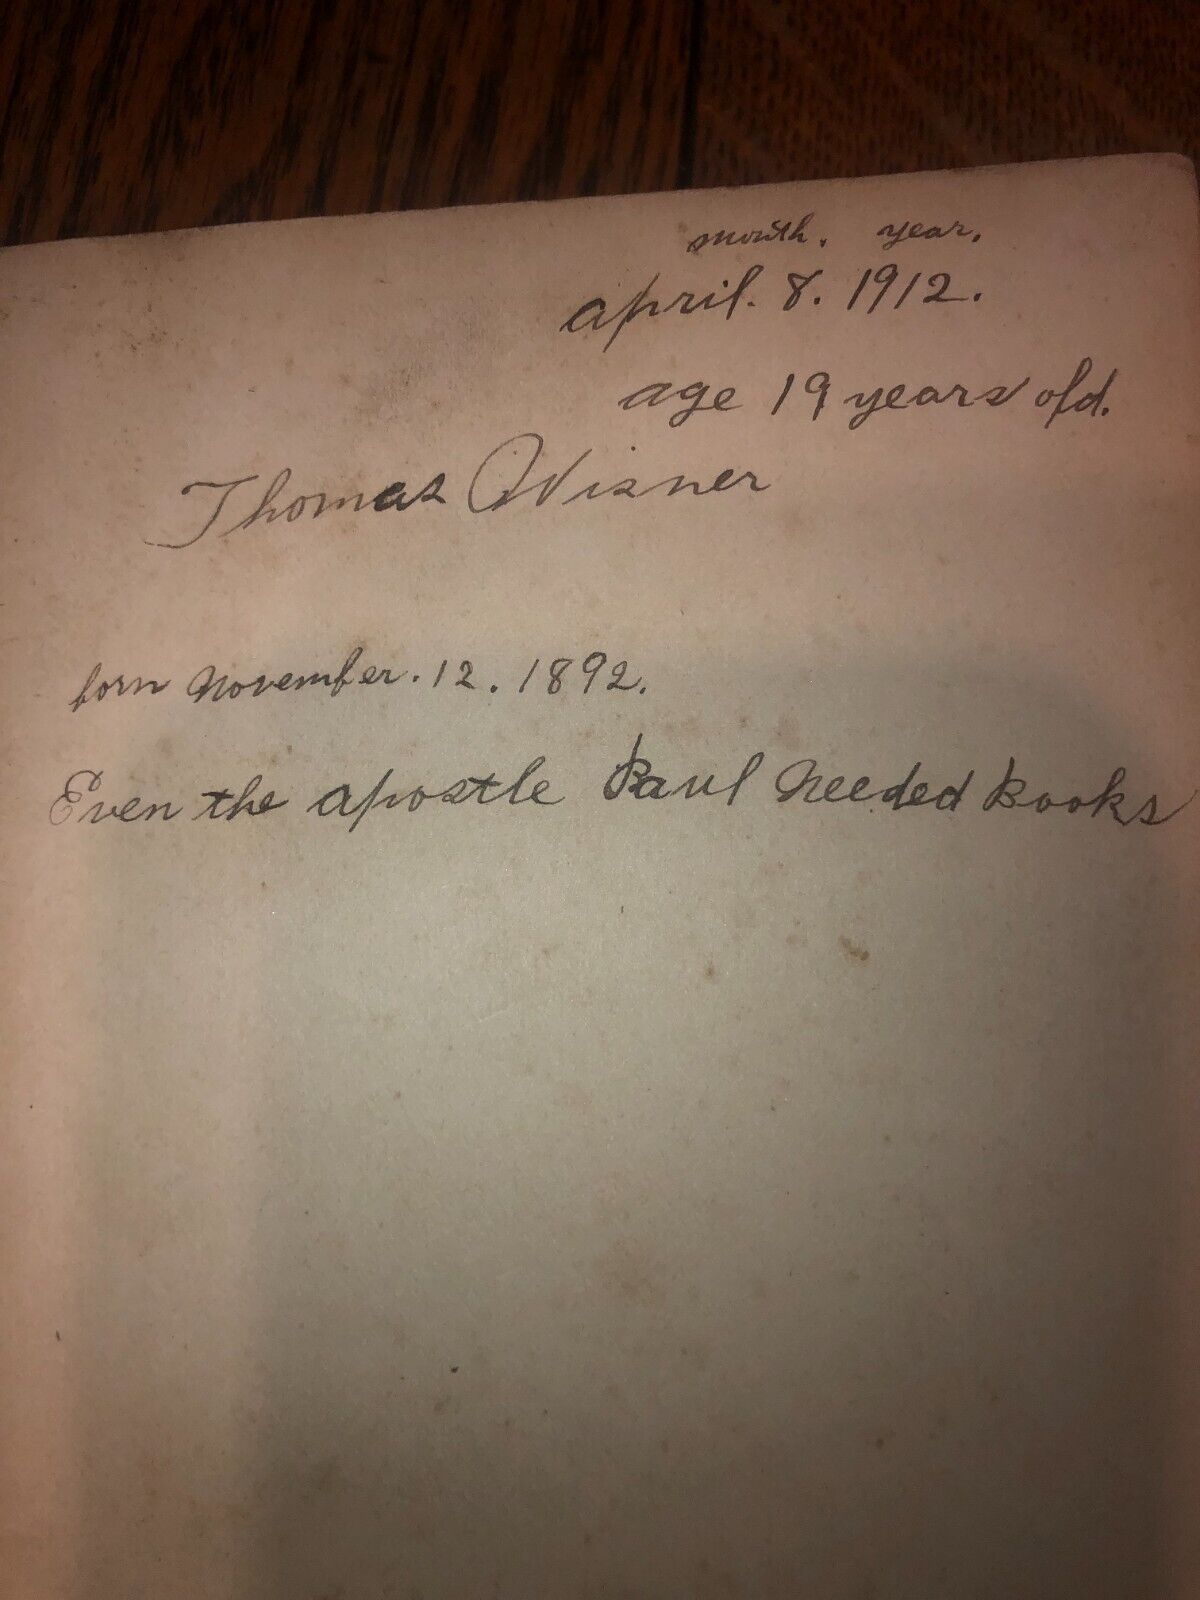 month. year.
april. 8. 1912.
age 19 years old.
Thomas Wisner
born november. 12. 1892.
Even the apostle Paul Needed Books